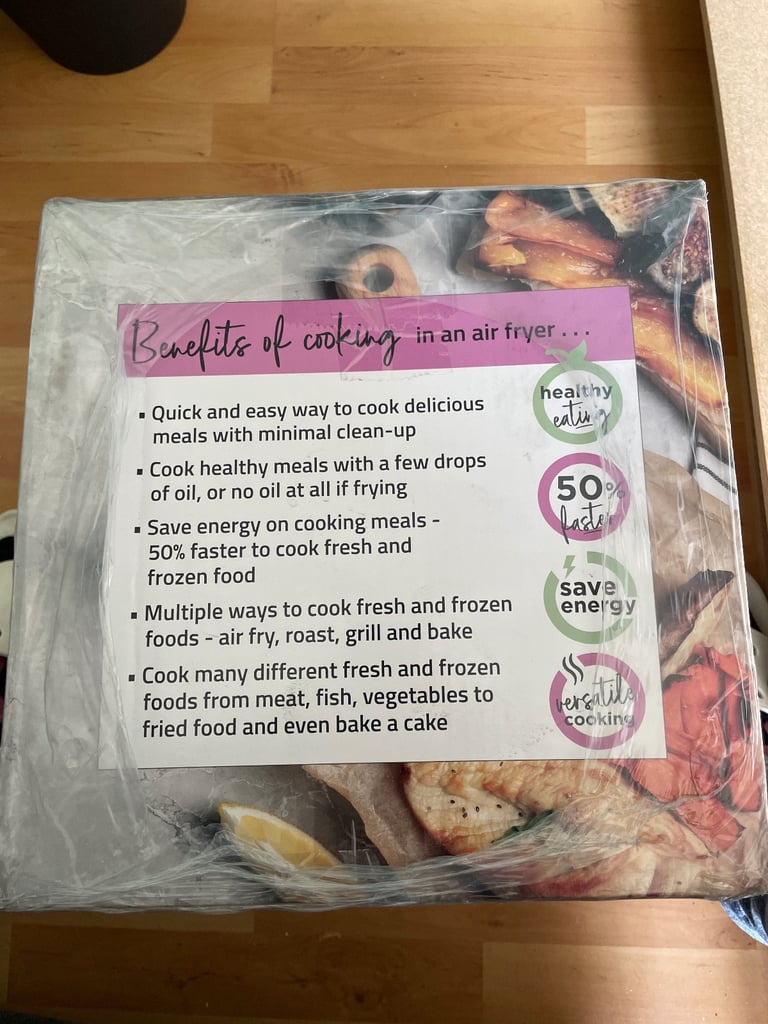 Benefits of cooking in an air fryer . . .
▪ Quick and easy way to cook delicious
meals with minimal clean-up
▪ Cook healthy meals with a few drops
of oil, or no oil at all if frying
▪ Save energy on cooking meals -
50% faster to cook fresh and
frozen food
▪ Multiple ways to cook fresh and frozen
foods - air fry, roast, grill and bake
▪ Cook many different fresh and frozen
foods from meat, fish, vegetables to
fried food and even bake a cake
healthy
eating
50%
faster
save
energy
versatile
cooking